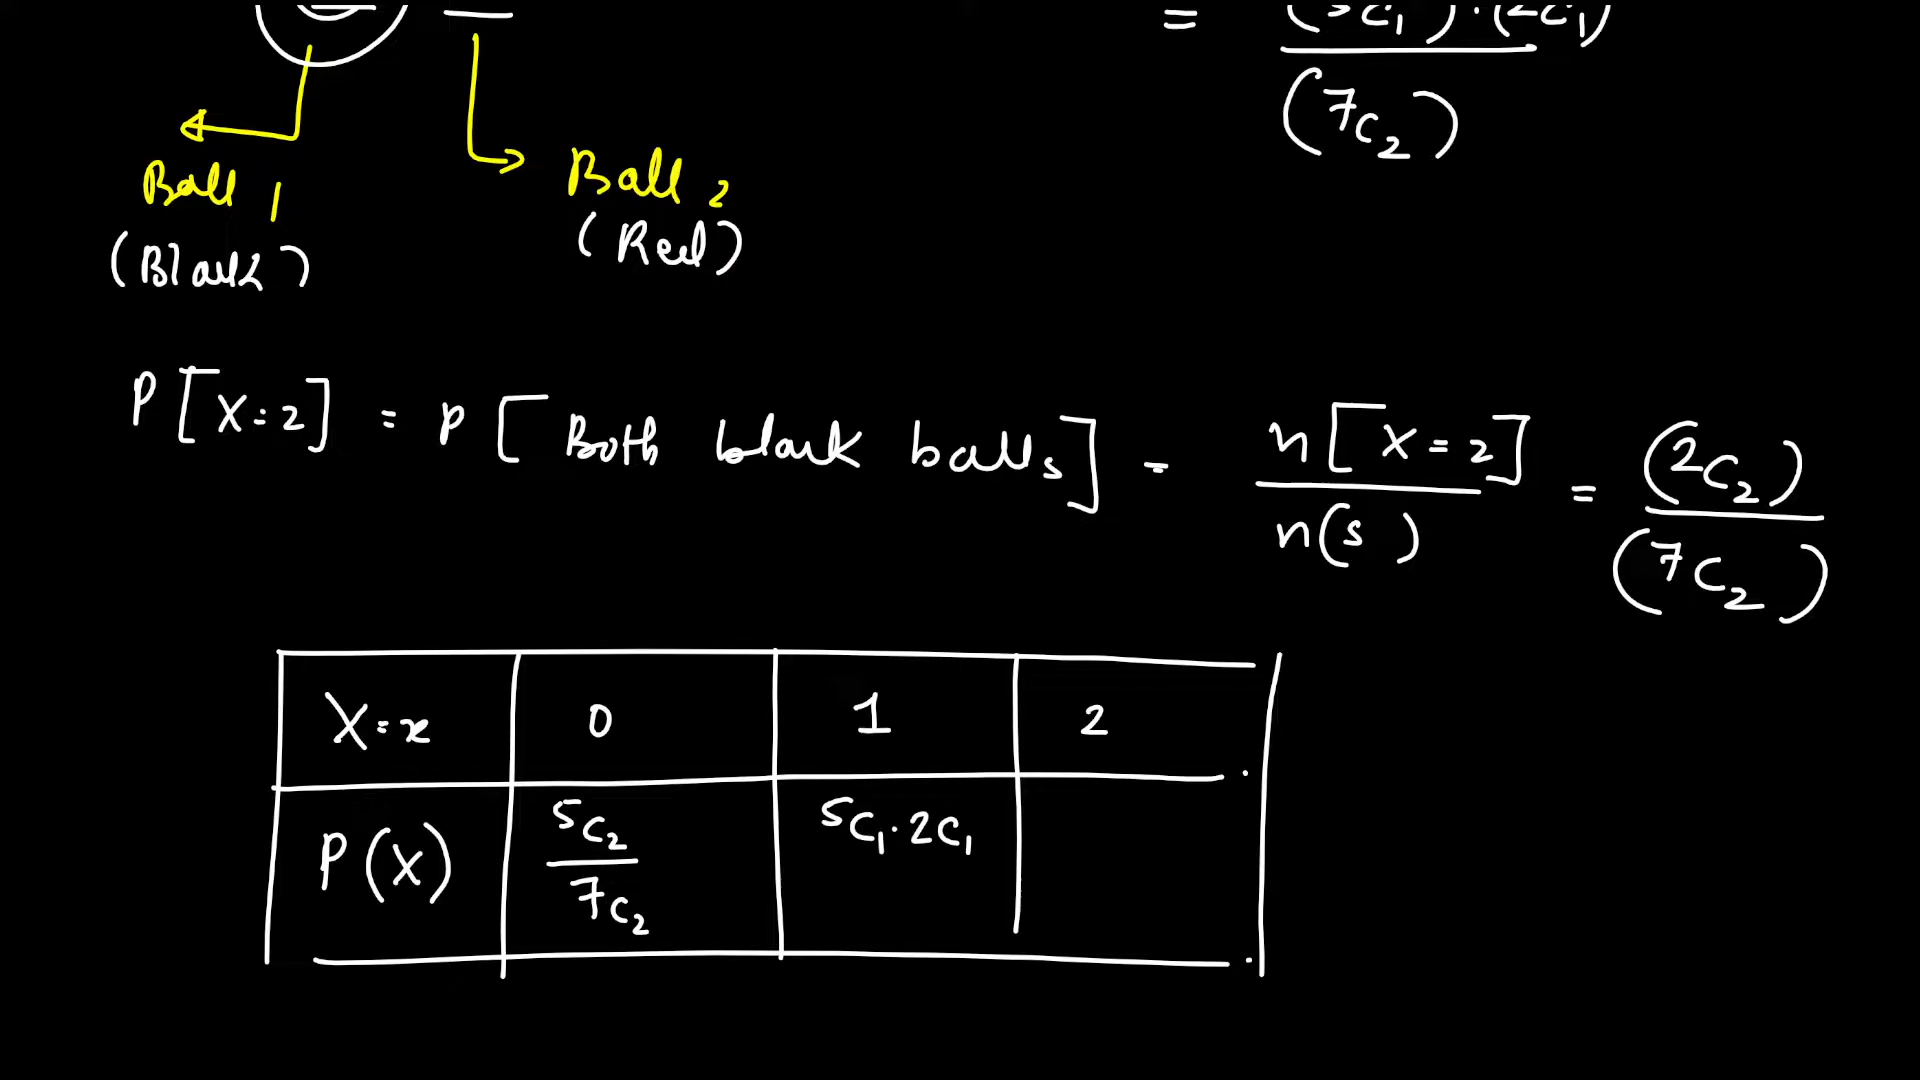 = (5C₁) · (2C₁)
(7C₂)
Ball 1
Ball 2
(Black)
(Red)
P[X=2] = P[Both black balls] = n[X=2] / n(s) = (2C₂) / (7C₂)
X=x 0 1 2
P(X) 5C₂ / 7C₂ 5C₁·2C₁